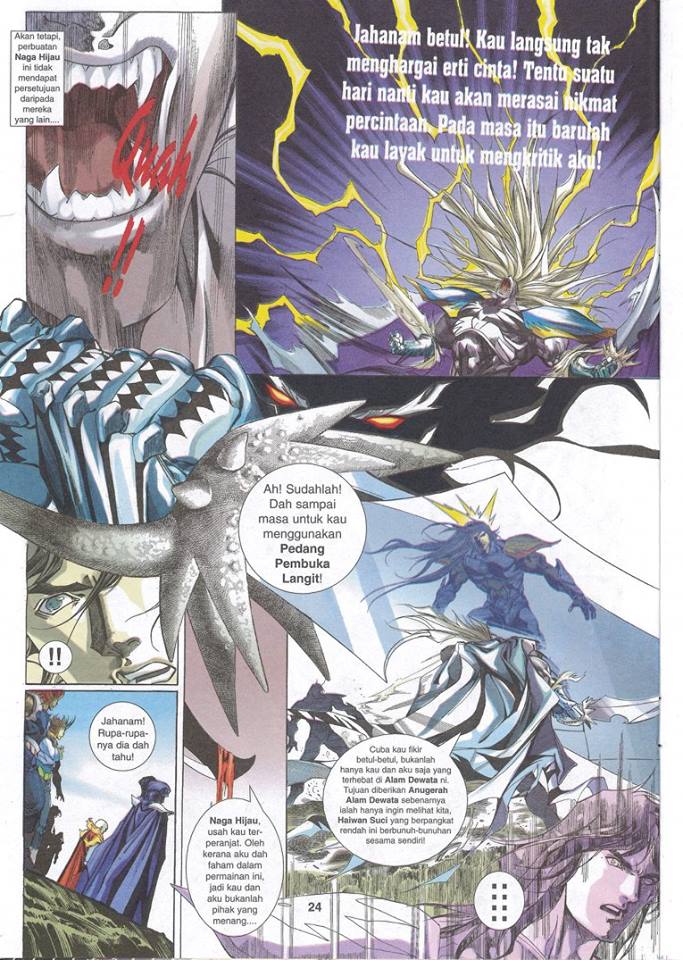 Akan tetapi,
perbuatan
Naga Hijau
ini tidak
mendapat
persetujuan
daripada
mereka
yang lain....
Jahanam betul! Kau langsung tak
menghargai erti cinta! Tentu suatu
hari nanti kau akan merasai nikmat
percintaan. Pada masa itu barulah
kau layak untuk mengkritik aku!
Quah
!!
Ah! Sudahlah!
Dah sampai
masa untuk kau
menggunakan
Pedang
Pembuka
Langit!
!!
Jahanam!
Rupa-rupa-
nya dia dah
tahu!
Naga Hijau,
usah kau ter-
peranjat. Oleh
kerana aku dah
faham dalam
permainan ini,
jadi kau dan
aku bukanlah
pihak yang
menang....
Cuba kau fikir
betul-betul, bukanlah
hanya kau dan aku saja yang
terhebat di Alam Dewata ni.
Tujuan diberikan Anugerah
Alam Dewata sebenarnya
ialah hanya ingin melihat kita,
Haiwan Suci yang berpangkat
rendah ini berbunuh-bunuhan
sesama sendiri!
24